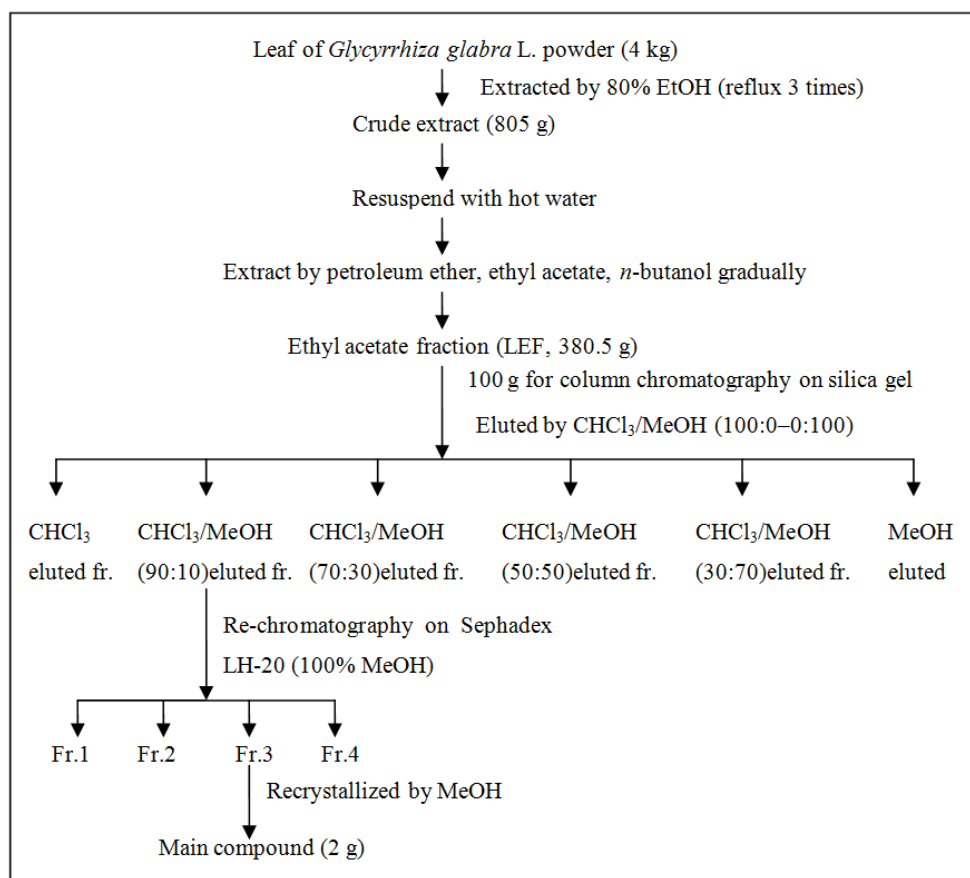 Leaf of Glycyrrhiza glabra L. powder (4 kg)
Extracted by 80% EtOH (reflux 3 times)
Crude extract (805 g)
Resuspend with hot water
Extract by petroleum ether, ethyl acetate, n-butanol gradually
Ethyl acetate fraction (LEF, 380.5 g)
100 g for column chromatography on silica gel
Eluted by CHCl₃/MeOH (100:0–0:100)
CHCl₃
eluted fr.
CHCl₃/MeOH
(90:10)eluted fr.
CHCl₃/MeOH
(70:30)eluted fr.
CHCl₃/MeOH
(50:50)eluted fr.
CHCl₃/MeOH
(30:70)eluted fr.
MeOH
eluted
Re-chromatography on Sephadex
LH-20 (100% MeOH)
Fr.1 Fr.2 Fr.3 Fr.4
Recrystallized by MeOH
Main compound (2 g)